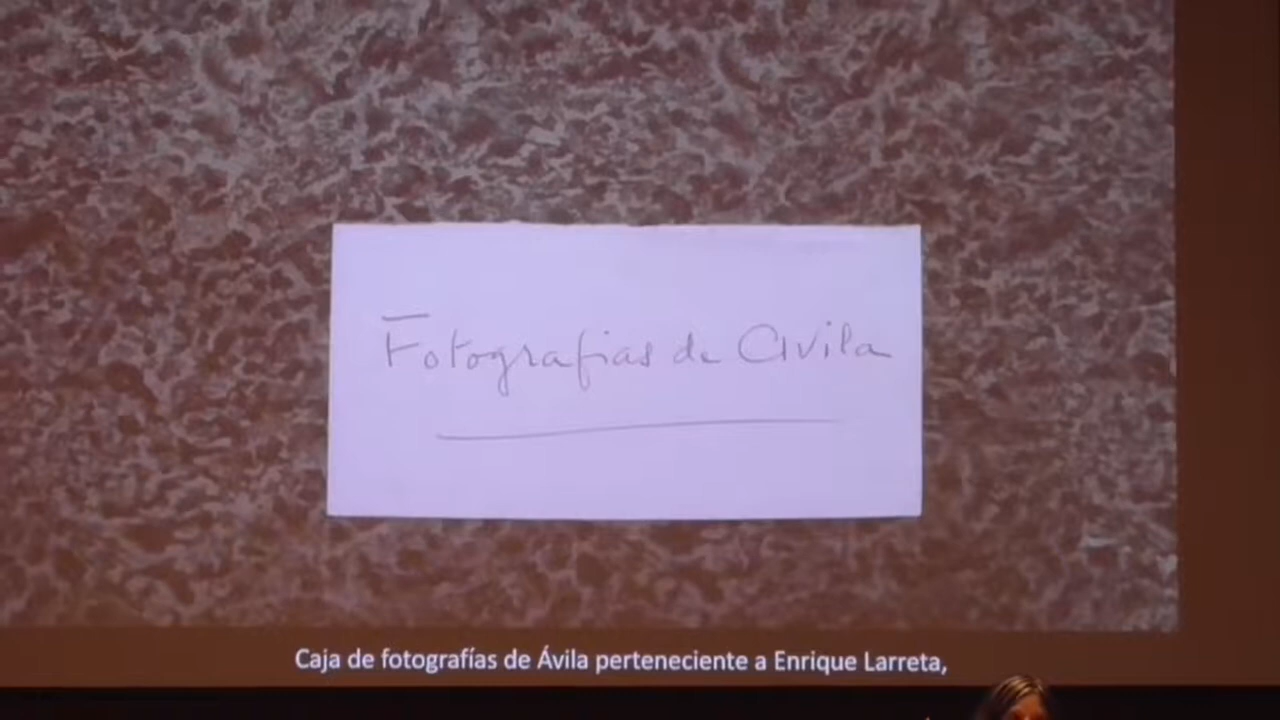 Fotografias de Avila
Caja de fotografías de Ávila perteneciente a Enrique Larreta,